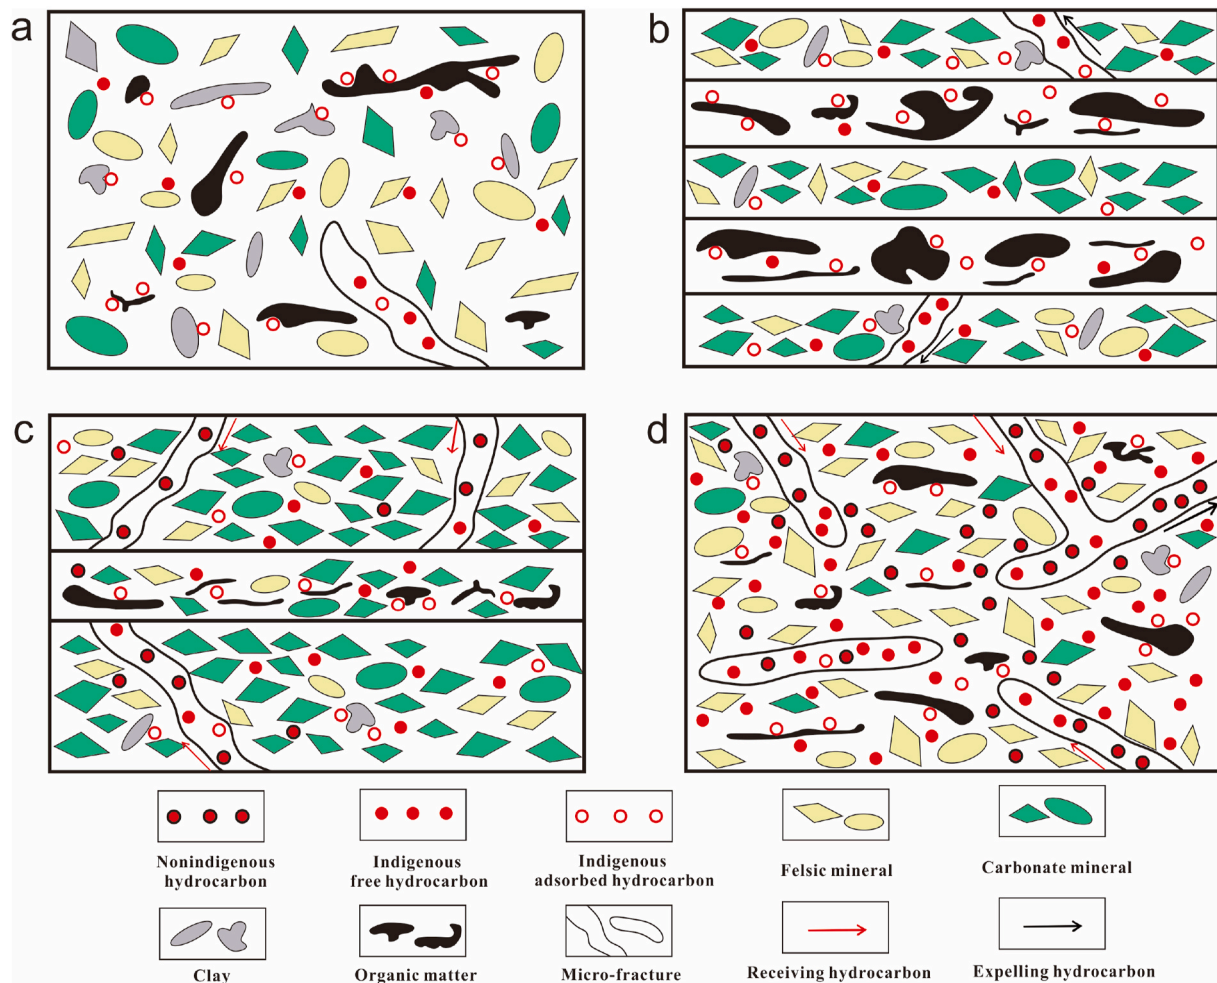 a
b
c
d
Nonindigenous
hydrocarbon
Indigenous
free hydrocarbon
Indigenous
adsorbed hydrocarbon
Felsic mineral
Carbonate mineral
Clay
Organic matter
Micro-fracture
Receiving hydrocarbon
Expelling hydrocarbon